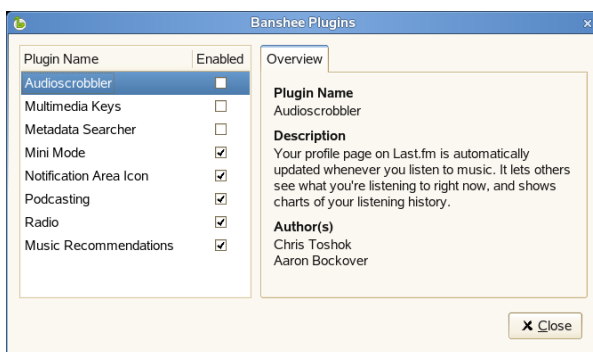 Banshee Plugins
Plugin Name Enabled
Audioscrobbler
Multimedia Keys
Metadata Searcher
Mini Mode
Notification Area Icon
Podcasting
Radio
Music Recommendations
Overview
Plugin Name
Audioscrobbler
Description
Your profile page on Last.fm is automatically
updated whenever you listen to music. It lets others
see what you're listening to right now, and shows
charts of your listening history.
Author(s)
Chris Toshok
Aaron Bockover
Close